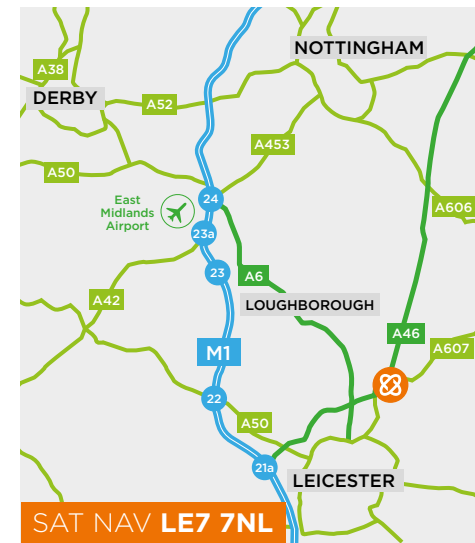 NOTTINGHAM
A38
DERBY
A52
A453
A50
East
Midlands
Airport
24
A606
23a
23
A6
A42
LOUGHBOROUGH
A46
M1
A607
22
A50
21a
LEICESTER
SAT NAV LE7 7NL